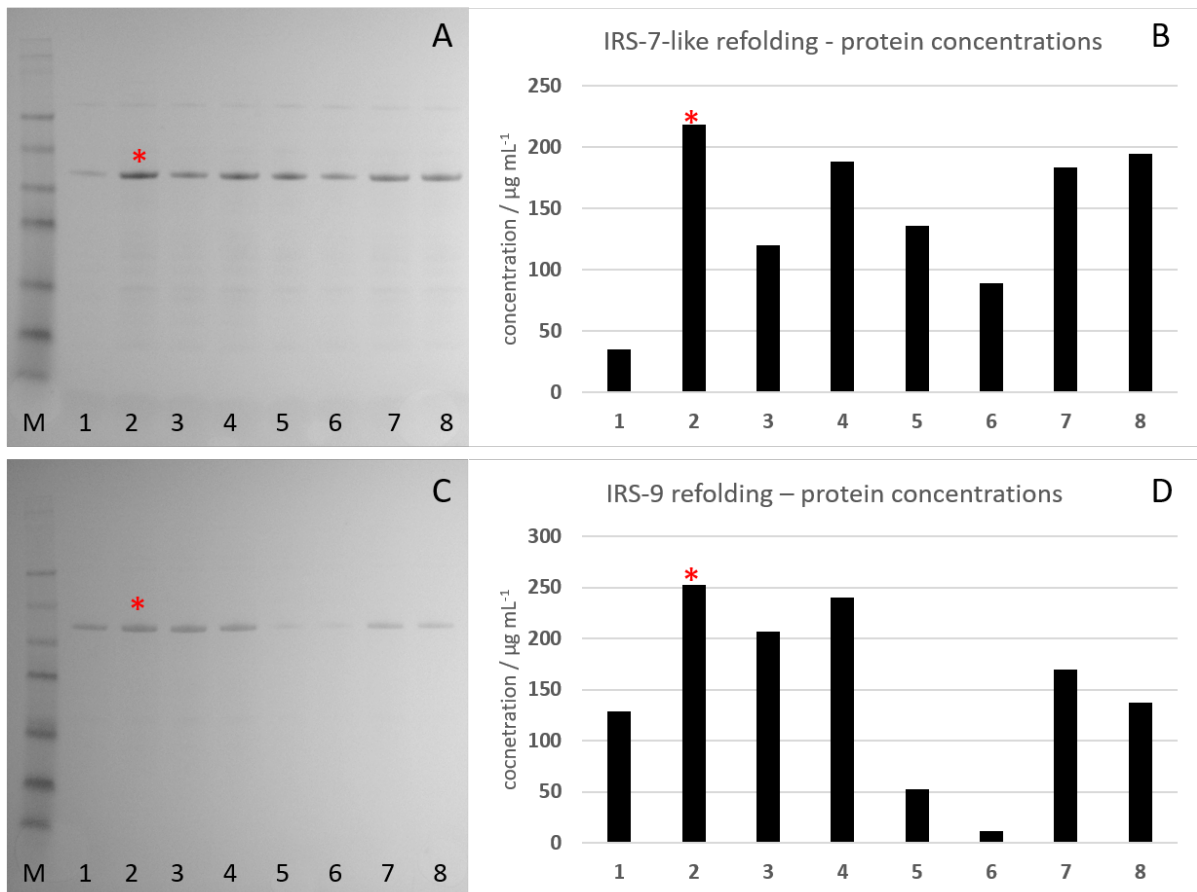 A
*
M 1 2 3 4 5 6 7 8
IRS-7-like refolding - protein concentrations
B
concentration / µg mL⁻¹
250
200
150
100
50
0
*
1 2 3 4 5 6 7 8
C
*
M 1 2 3 4 5 6 7 8
IRS-9 refolding – protein concentrations
D
cocnetration / µg mL⁻¹
300
250
200
150
100
50
0
*
1 2 3 4 5 6 7 8